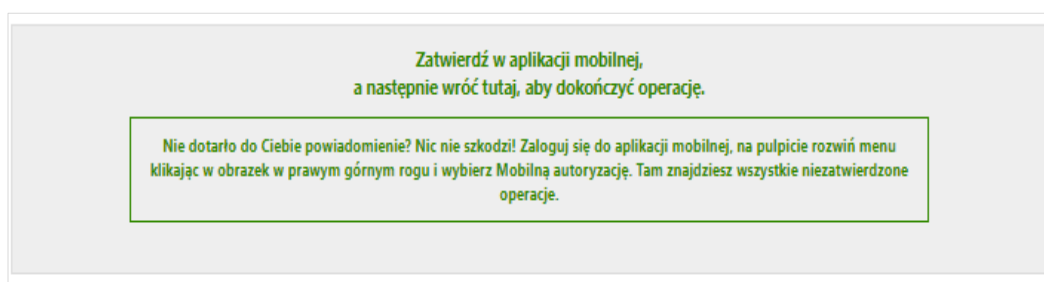 Zatwierdź w aplikacji mobilnej,
a następnie wróć tutaj, aby dokończyć operację.
Nie dotarło do Ciebie powiadomienie? Nic nie szkodzi! Zaloguj się do aplikacji mobilnej, na pulpicie rozwiń menu
klikając w obrazek w prawym górnym rogu i wybierz Mobilną autoryzację. Tam znajdziesz wszystkie niezatwierdzone
operacje.